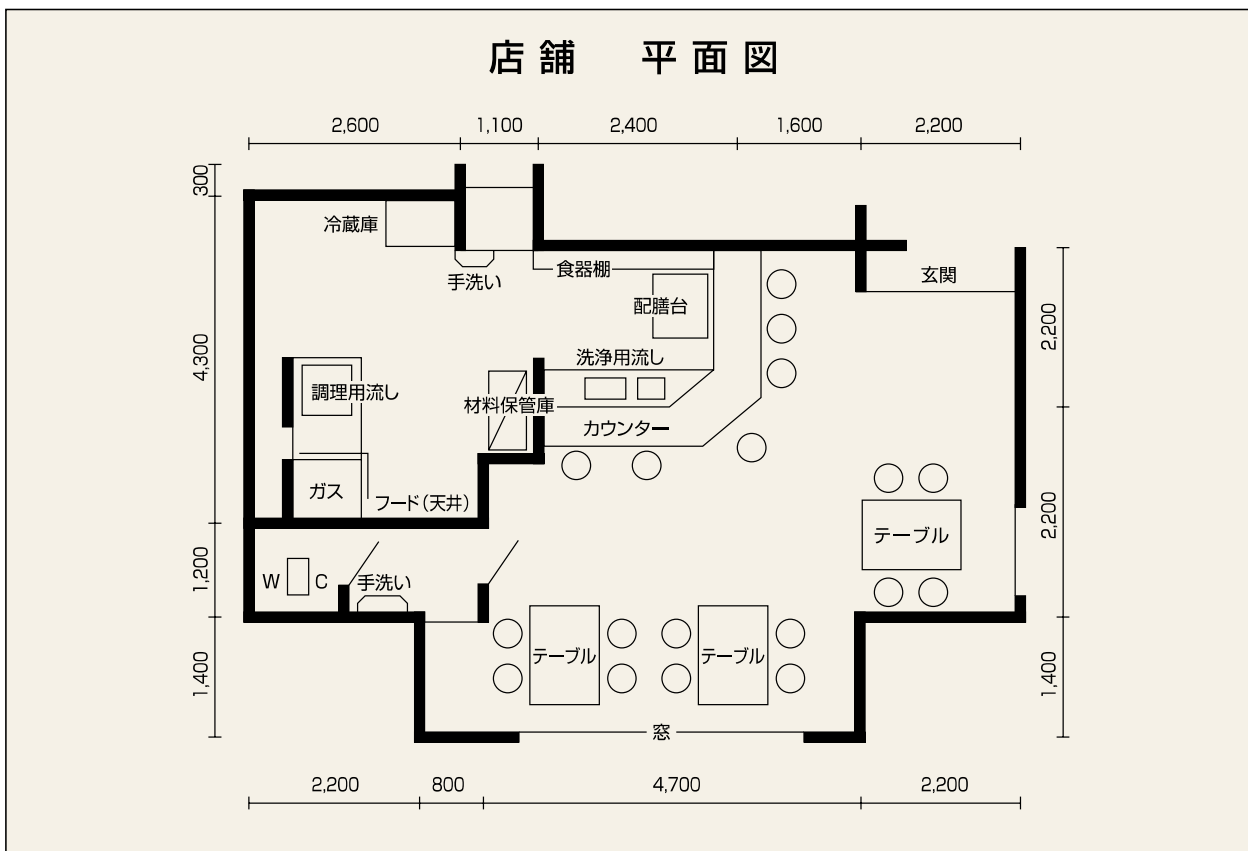 店舗　平面図
2,600
1,100
2,400
1,600
2,200
300
4,300
1,200
1,400
冷蔵庫
手洗い
食器棚
配膳台
玄関
洗浄用流し
調理用流し
材料保管庫
カウンター
ガス
フード（天井）
テーブル
W C
手洗い
テーブル
テーブル
窓
2,200
2,200
1,400
2,200
800
4,700
2,200